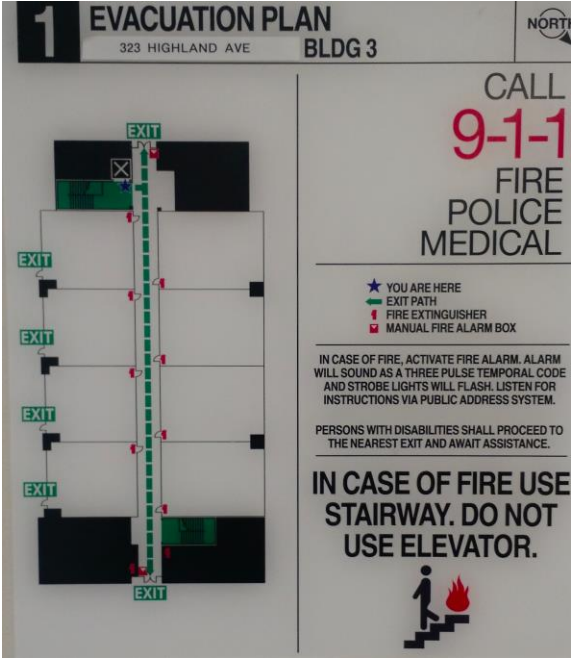 1
EVACUATION PLAN
323 HIGHLAND AVE
BLDG 3
NORTH
CALL
9-1-1
FIRE
POLICE
MEDICAL
EXIT
EXIT
EXIT
EXIT
EXIT
EXIT
YOU ARE HERE
EXIT PATH
FIRE EXTINGUISHER
MANUAL FIRE ALARM BOX
IN CASE OF FIRE, ACTIVATE FIRE ALARM. ALARM
WILL SOUND AS A THREE PULSE TEMPORAL CODE
AND STROBE LIGHTS WILL FLASH. LISTEN FOR
INSTRUCTIONS VIA PUBLIC ADDRESS SYSTEM.
PERSONS WITH DISABILITIES SHALL PROCEED TO
THE NEAREST EXIT AND AWAIT ASSISTANCE.
IN CASE OF FIRE USE
STAIRWAY. DO NOT
USE ELEVATOR.